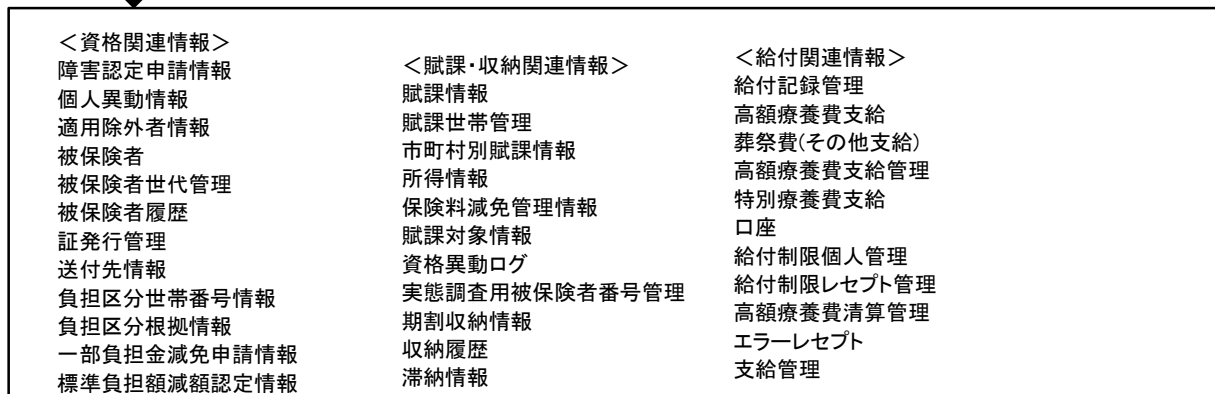 ＜資格関連情報＞
障害認定申請情報
個人異動情報
適用除外者情報
被保険者
被保険者世代管理
被保険者履歴
証発行管理
送付先情報
負担区分世帯番号情報
負担区分根拠情報
一部負担金減免申請情報
標準負担額減額認定情報
＜賦課・収納関連情報＞
賦課情報
賦課世帯管理
市町村別賦課情報
所得情報
保険料減免管理情報
賦課対象情報
資格異動ログ
実態調査用被保険者番号管理
期割収納情報
収納履歴
滞納情報
＜給付関連情報＞
給付記録管理
高額療養費支給
葬祭費(その他支給)
高額療養費支給管理
特別療養費支給
口座
給付制限個人管理
給付制限レセプト管理
高額療養費清算管理
エラーレセプト
支給管理